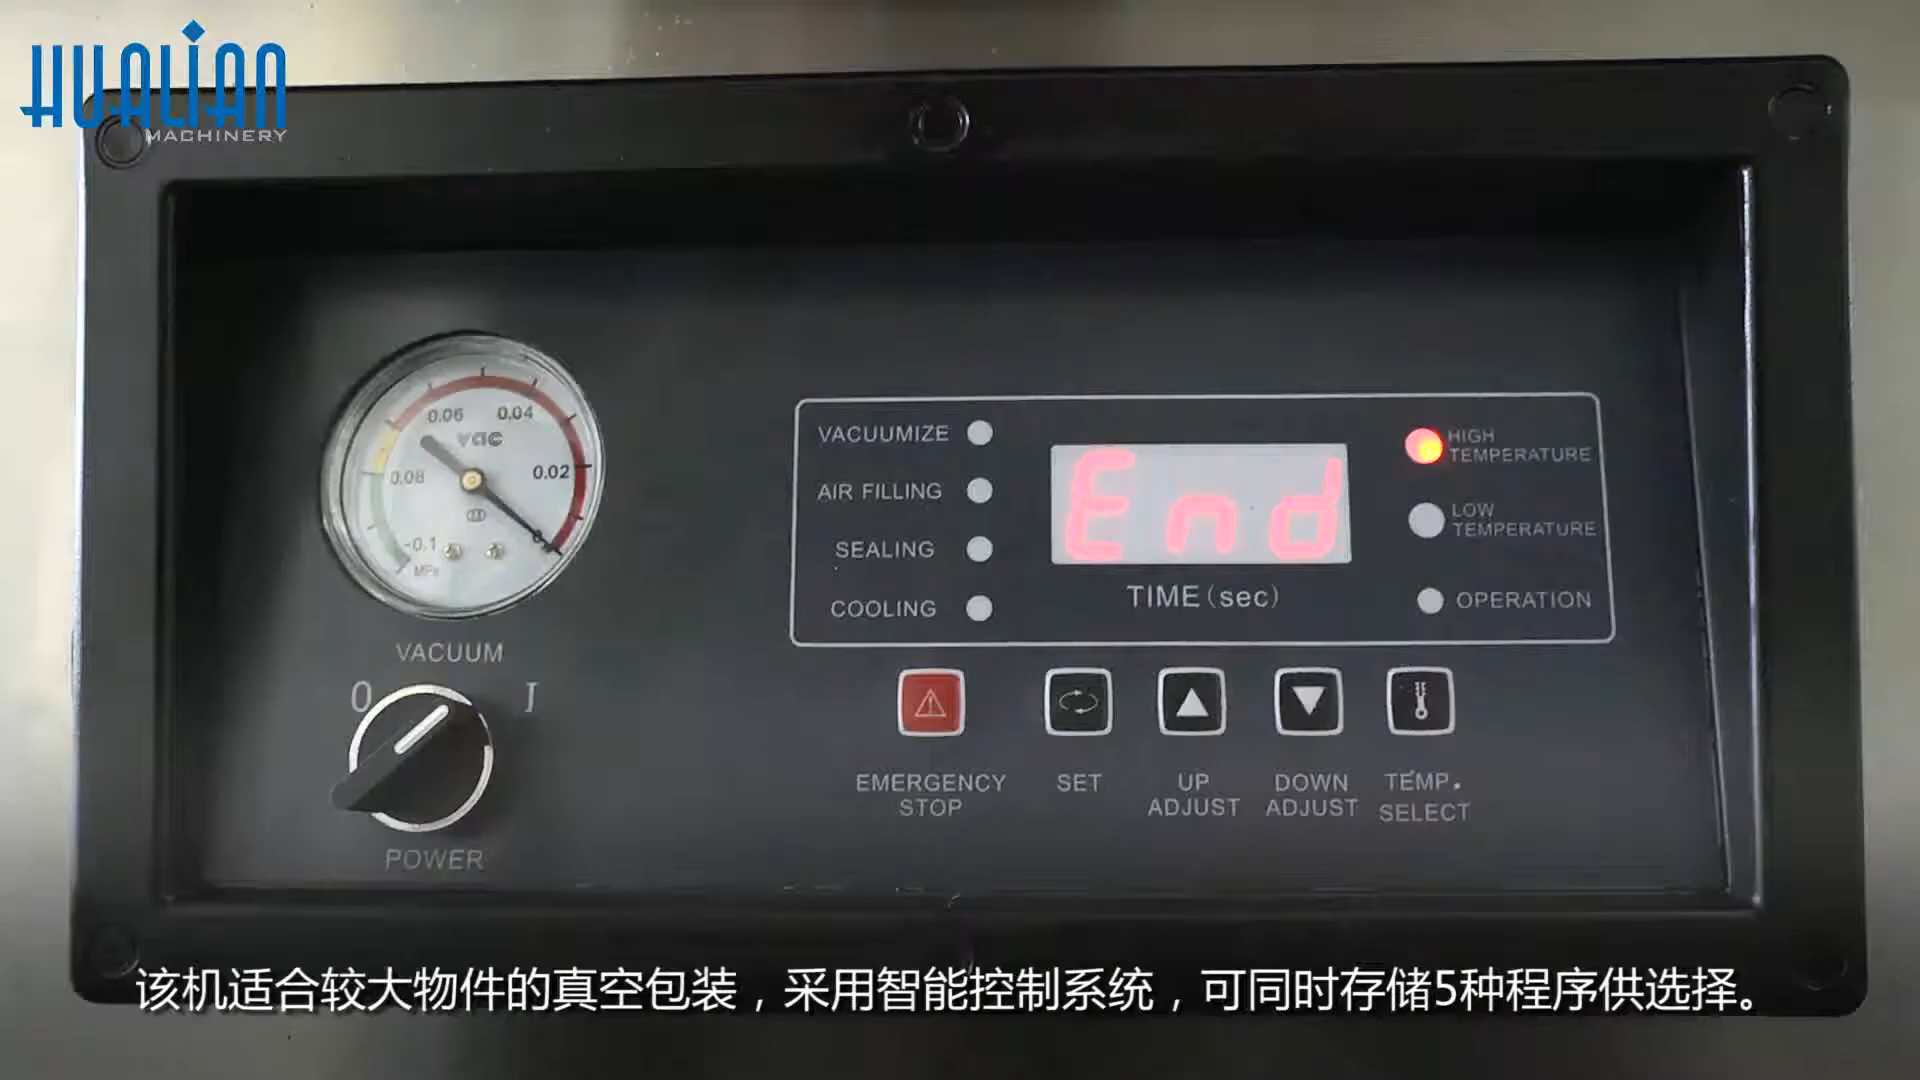 HUALIAN
MACHINERY
0.06 0.04
vac
0.08 0.02
-0.1
MPa
VACUUM
O I
POWER
VACUUMIZE
AIR FILLING
SEALING
COOLING
End
TIME(sec)
HIGH
TEMPERATURE
LOW
TEMPERATURE
OPERATION
EMERGENCY
STOP
SET
UP
ADJUST
DOWN
ADJUST
TEMP.
SELECT
该机适合较大物件的真空包装，采用智能控制系统，可同时存储5种程序供选择。